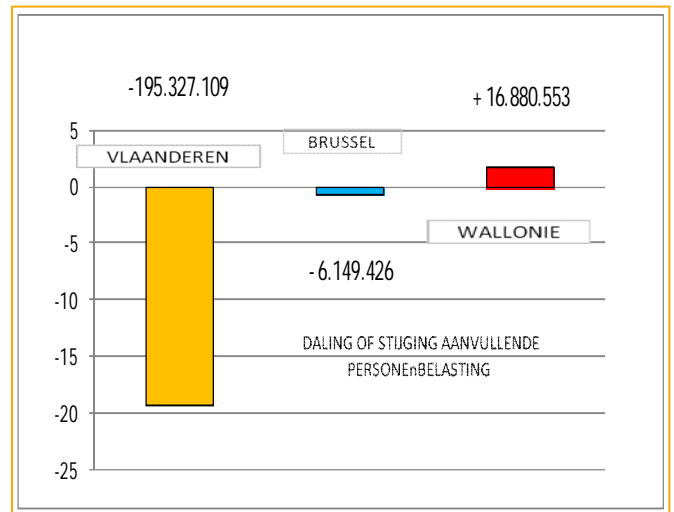 -195.327.109
+ 16.880.553
5
BRUSSEL
VLAANDEREN
0
WALLONIE
-5
- 6.149.426
-10
DALING OF STIJGING AANVULLENDE
-15
PERSONEnBELASTING
-20
-25